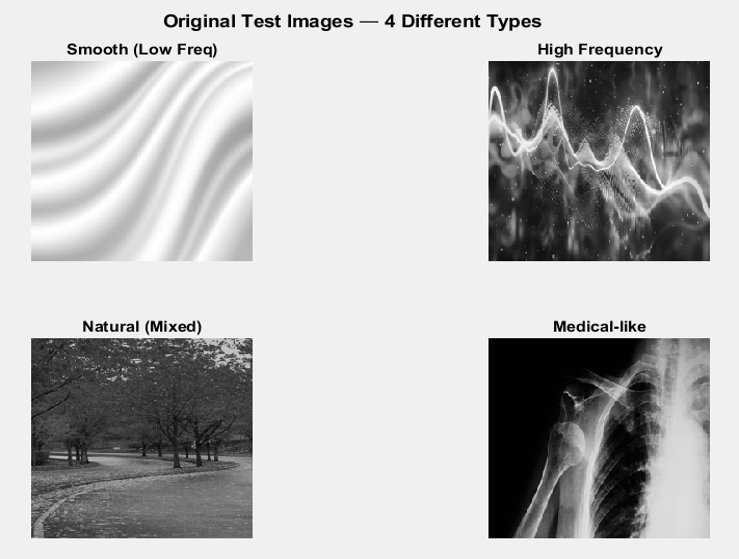 Original Test Images — 4 Different Types
Smooth (Low Freq)
High Frequency
Natural (Mixed)
Medical-like